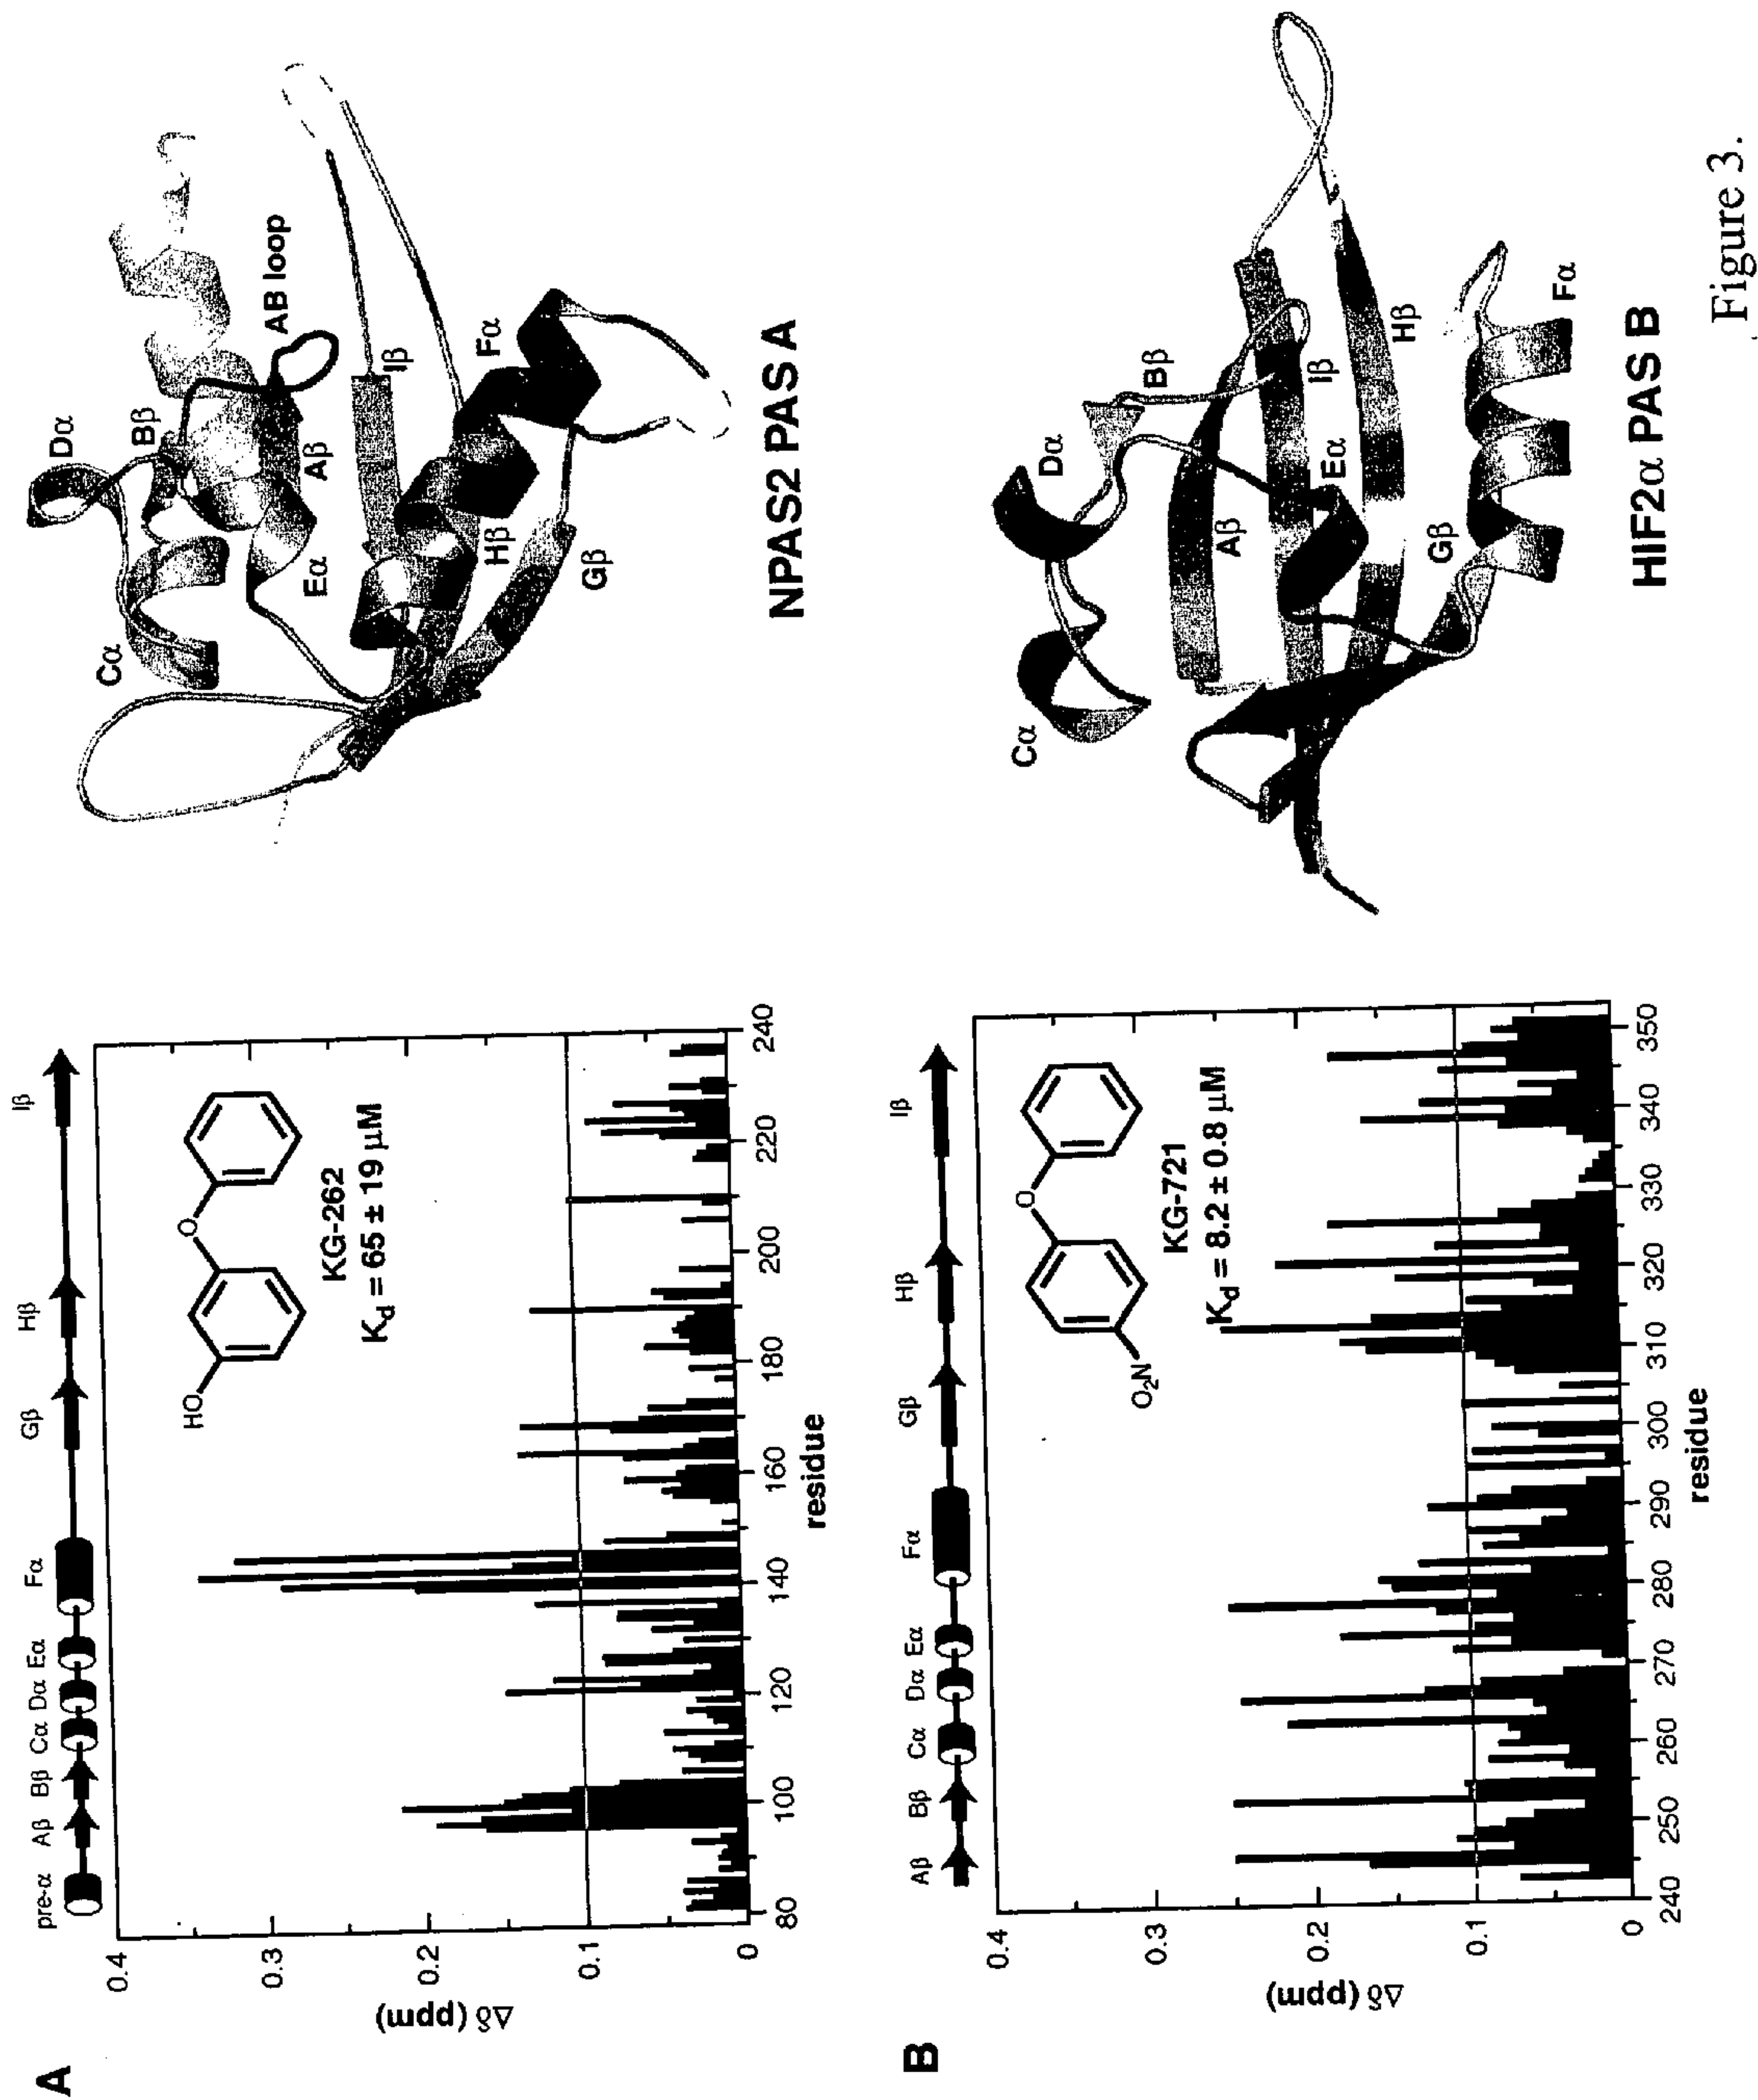 A
pre-α Aβ Bβ Cα Dα Eα Fα Gβ Hβ Iβ
0.4
0.3
0.2
0.1
0
Δδ (ppm)
HO
O
KG-262
Kd = 65 ± 19 μM
80 100 120 140 160 180 200 220 240
residue
Cα
Dα
Bβ
Eα
Aβ
AB loop
Iβ
Fα
Hβ
Gβ
NPAS2 PAS A
B
Aβ Bβ Cα Dα Eα Fα Gβ Hβ Iβ
0.4
0.3
0.2
0.1
0
Δδ (ppm)
O
O2N
KG-721
Kd = 8.2 ± 0.8 μM
240 250 260 270 280 290 300 310 320 330 340 350
residue
Cα
Dα
Bβ
Aβ
Iβ
Eα
Hβ
Gβ
Fα
HIF2α PAS B
Figure 3.